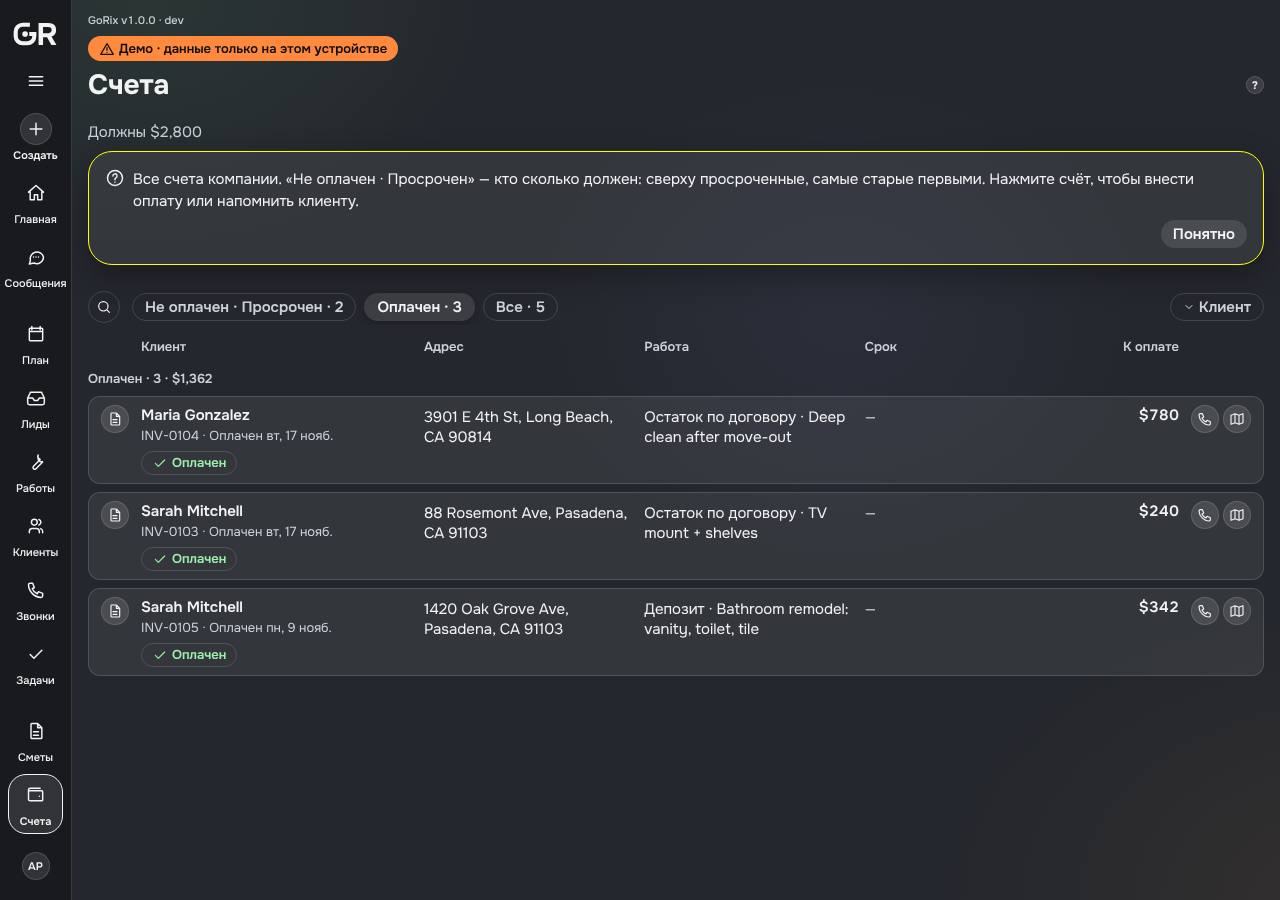 GR
GoRix v1.0.0 · dev
Демо · данные только на этом устройстве
Счета
?
Должны $2,800
Все счета компании. «Не оплачен · Просрочен» — кто сколько должен: сверху просроченные, самые старые первыми. Нажмите счёт, чтобы внести
оплату или напомнить клиенту.
Понятно
Не оплачен · Просрочен · 2
Оплачен · 3
Все · 5
Клиент
Клиент
Адрес
Работа
Срок
К оплате
Оплачен · 3 · $1,362
Maria Gonzalez
INV-0104 · Оплачен вт, 17 нояб.
Оплачен
3901 E 4th St, Long Beach,
CA 90814
Остаток по договору · Deep
clean after move-out
—
$780
Sarah Mitchell
INV-0103 · Оплачен вт, 17 нояб.
Оплачен
88 Rosemont Ave, Pasadena,
CA 91103
Остаток по договору · TV
mount + shelves
—
$240
Sarah Mitchell
INV-0105 · Оплачен пн, 9 нояб.
Оплачен
1420 Oak Grove Ave,
Pasadena, CA 91103
Депозит · Bathroom remodel:
vanity, toilet, tile
—
$342
Создать
Главная
Сообщения
План
Лиды
Работы
Клиенты
Звонки
Задачи
Сметы
Счета
AP